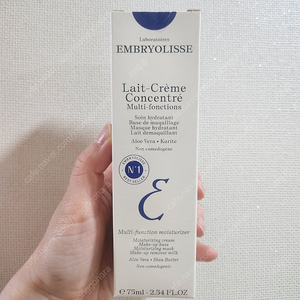 Laboratoires
EMBRYOLISSE
Lait-Crème
Concentré
Multi-fonctions
Soin hydratant
Base de maquillage
Masque hydratant
Lait démaquillant
Aloe Vera • Karité
Non comédogène
EMBRYOLISSE
N°1
BESTSELLER
Multi-function moisturizer
Moisturizing cream
Make-up base
Moisturizing mask
Make-up remover milk
Aloe Vera • Shea Butter
Non-comedogenic
℮ 75ml - 2.54 FL.OZ